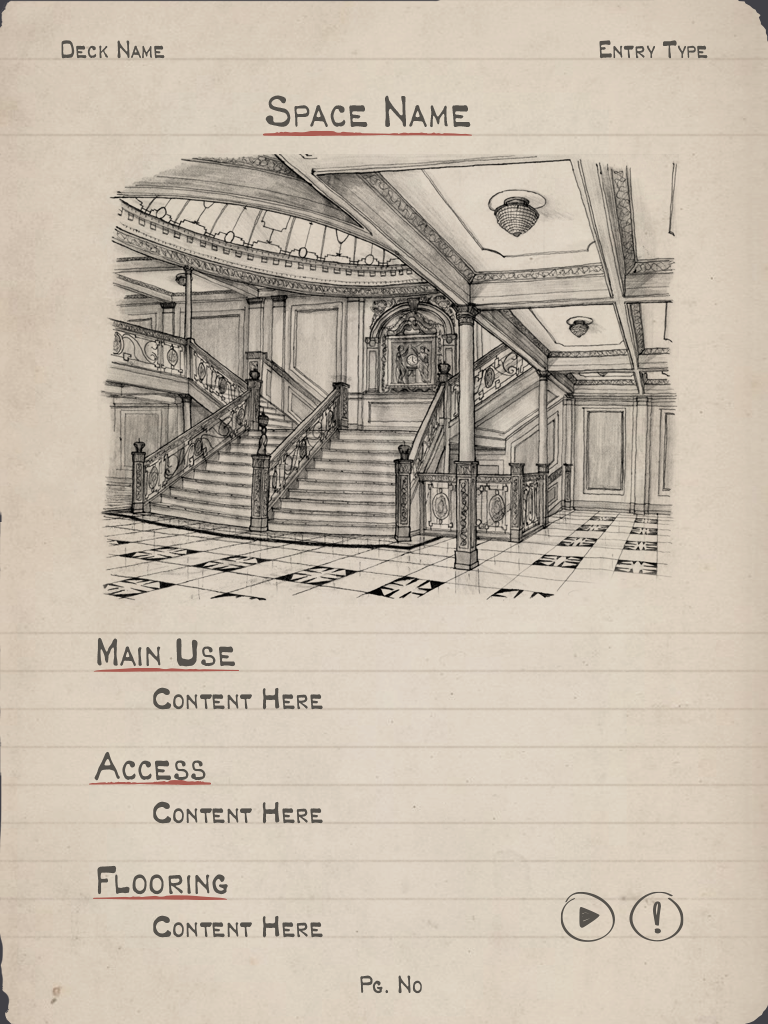 Deck Name
Entry Type
Space Name
Main Use
Content Here
Access
Content Here
Flooring
Content Here
!
Pg. No